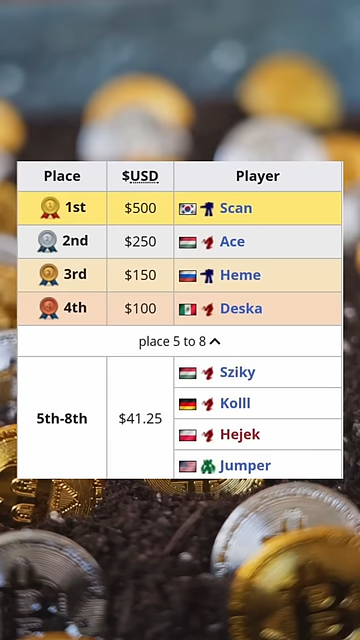 Place $USD Player
1st $500 Scan
2nd $250 Ace
3rd $150 Heme
4th $100 Deska
place 5 to 8
5th-8th $41.25 Sziky
Kolll
Hejek
Jumper